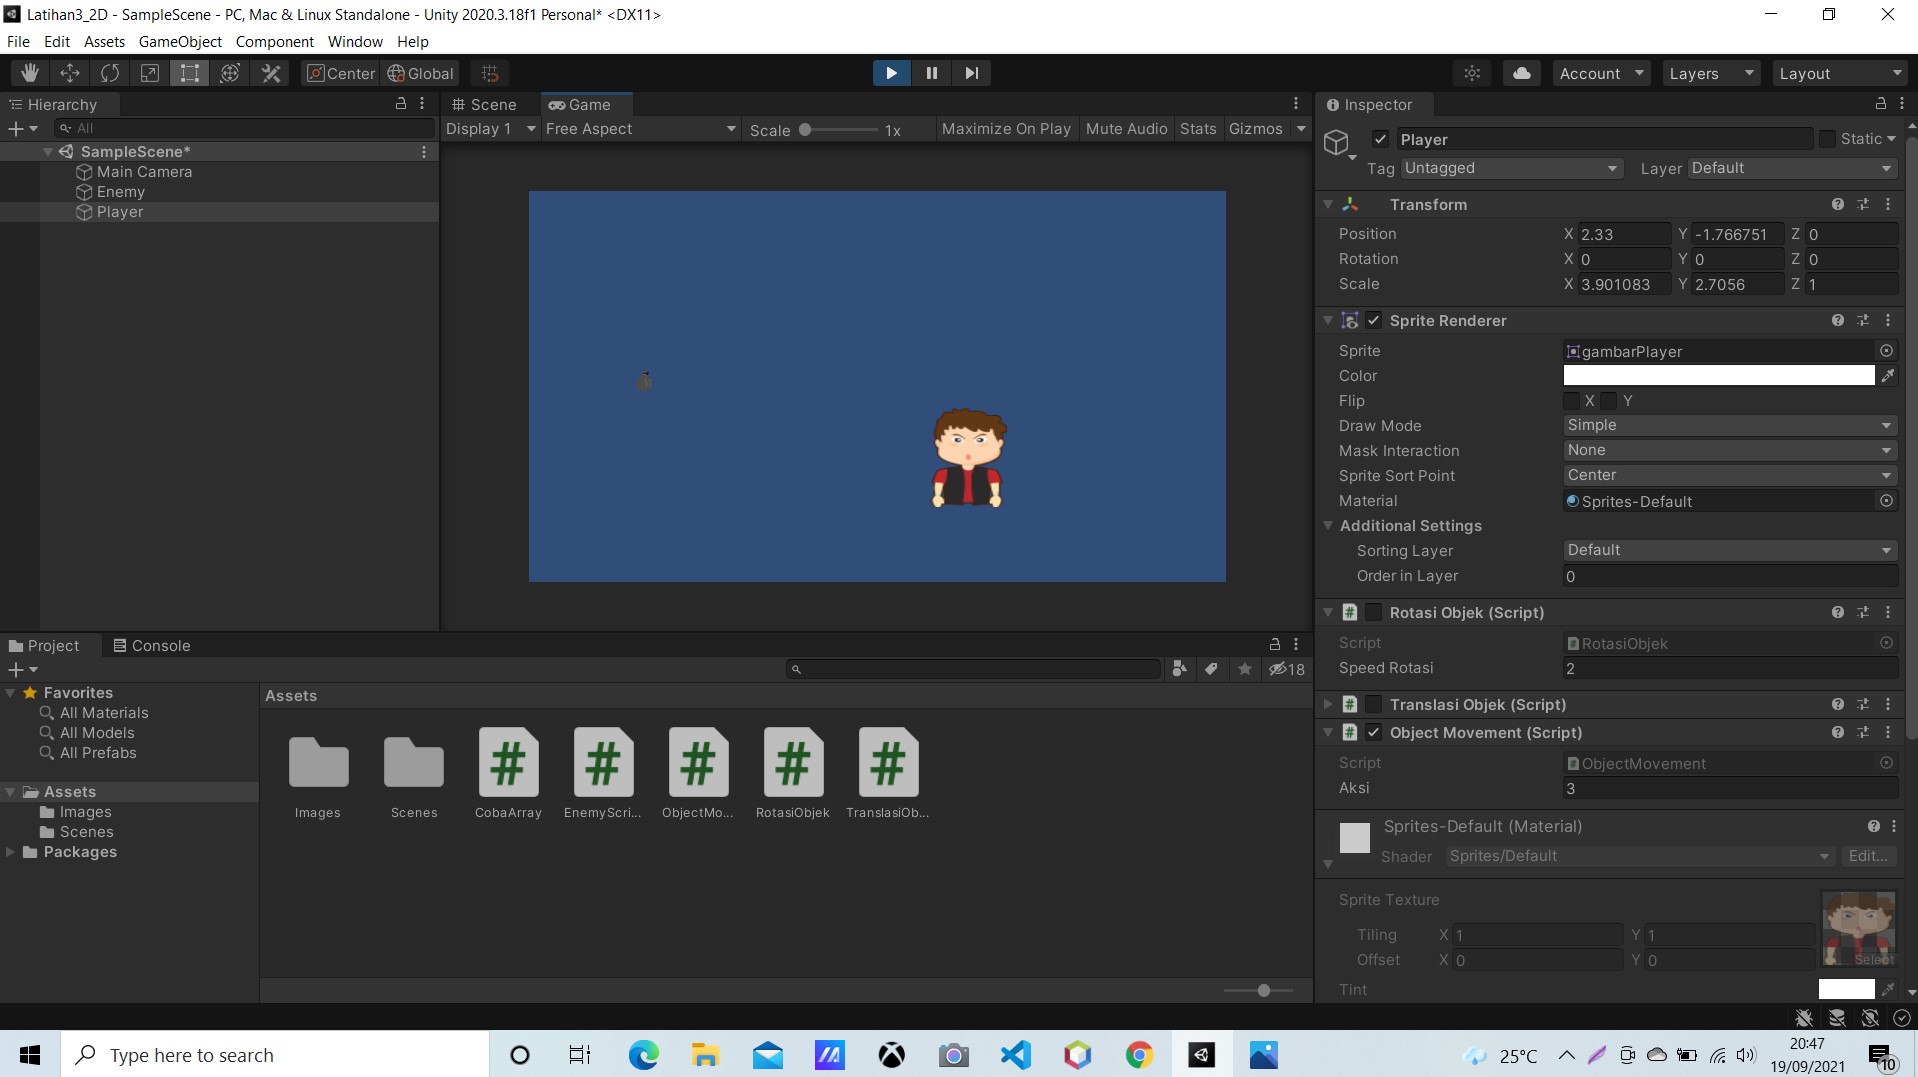 Latihan3_2D - SampleScene - PC, Mac & Linux Standalone - Unity 2020.3.18f1 Personal* <DX11>
File Edit Assets GameObject Component Window Help
Center Global Account Layers Layout
Hierarchy
All
SampleScene*
Main Camera
Enemy
Player
Scene Game
Display 1 Free Aspect Scale 1x Maximize On Play Mute Audio Stats Gizmos
Inspector
Player Static
Tag Untagged Layer Default
Transform
Position X 2.33 Y -1.766751 Z 0
Rotation X 0 Y 0 Z 0
Scale X 3.901083 Y 2.7056 Z 1
Sprite Renderer
Sprite gambarPlayer
Color
Flip X Y
Draw Mode Simple
Mask Interaction None
Sprite Sort Point Center
Material Sprites-Default
Additional Settings
Sorting Layer Default
Order in Layer 0
Rotasi Objek (Script)
Script RotasiObjek
Speed Rotasi 2
Translasi Objek (Script)
Object Movement (Script)
Script ObjectMovement
Aksi 3
Sprites-Default (Material)
Shader Sprites/Default Edit...
Sprite Texture
Tiling X 1 Y 1
Offset X 0 Y 0
Select
Tint
Project Console
18
Favorites
All Materials
All Models
All Prefabs
Assets
Images
Scenes
Packages
Assets
Images Scenes CobaArray EnemyScri... ObjectMo... RotasiObjek TranslasiOb...
Type here to search
25°C
20:47
19/09/2021
10